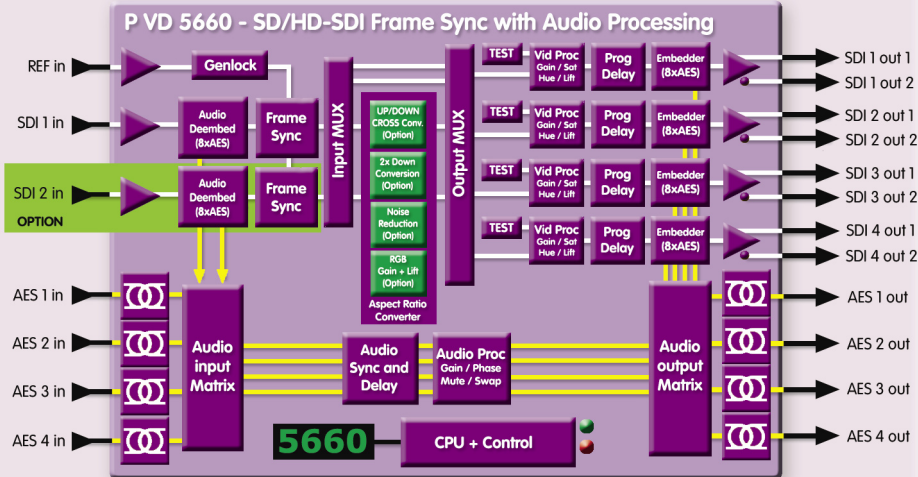 P VD 5660 - SD/HD-SDI Frame Sync with Audio Processing
REF in
Genlock
SDI 1 in
Audio
Deembed
(8xAES)
Frame
Sync
SDI 2 in
OPTION
Audio
Deembed
(8xAES)
Frame
Sync
Input MUX
UP/DOWN
CROSS Conv.
(Option)
2x Down
Conversion
(Option)
Noise
Reduction
(Option)
RGB
Gain + Lift
(Option)
Aspect Ratio
Converter
Output MUX
TEST
Vid Proc
Gain / Sat
Hue / Lift
Prog
Delay
Embedder
(8xAES)
SDI 1 out 1
SDI 1 out 2
TEST
Vid Proc
Gain / Sat
Hue / Lift
Prog
Delay
Embedder
(8xAES)
SDI 2 out 1
SDI 2 out 2
TEST
Vid Proc
Gain / Sat
Hue / Lift
Prog
Delay
Embedder
(8xAES)
SDI 3 out 1
SDI 3 out 2
TEST
Vid Proc
Gain / Sat
Hue / Lift
Prog
Delay
Embedder
(8xAES)
SDI 4 out 1
SDI 4 out 2
AES 1 in
AES 2 in
AES 3 in
AES 4 in
Audio
input
Matrix
Audio
Sync and
Delay
Audio Proc
Gain / Phase
Mute / Swap
Audio
output
Matrix
AES 1 out
AES 2 out
AES 3 out
AES 4 out
5660
CPU + Control